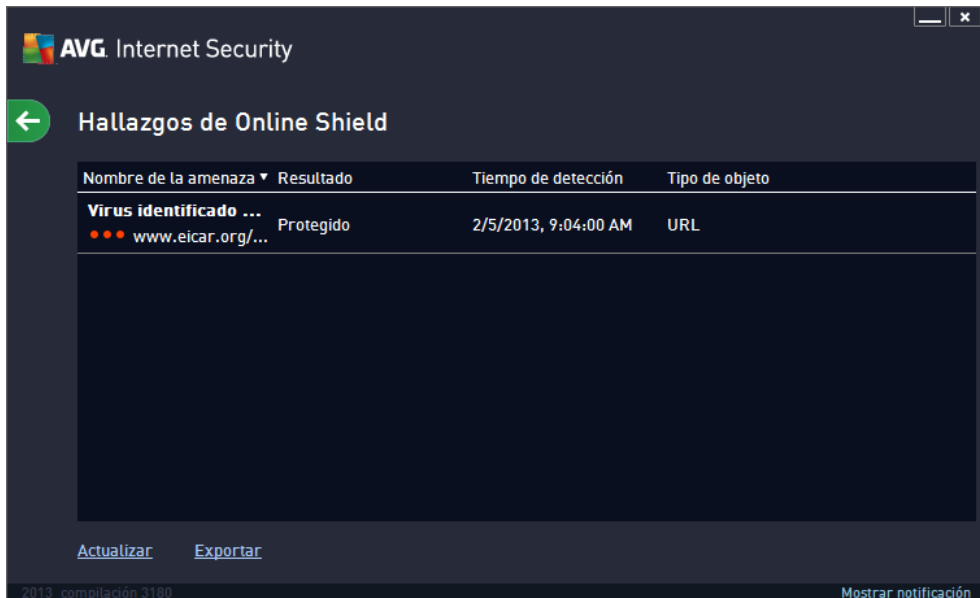 AVG. Internet Security
Hallazgos de Online Shield
Nombre de la amenaza Resultado Tiempo de detección Tipo de objeto
Virus identificado ...
www.eicar.org/... Protegido 2/5/2013, 9:04:00 AM URL
Actualizar Exportar
2013 compilación 3180 Mostrar notificación